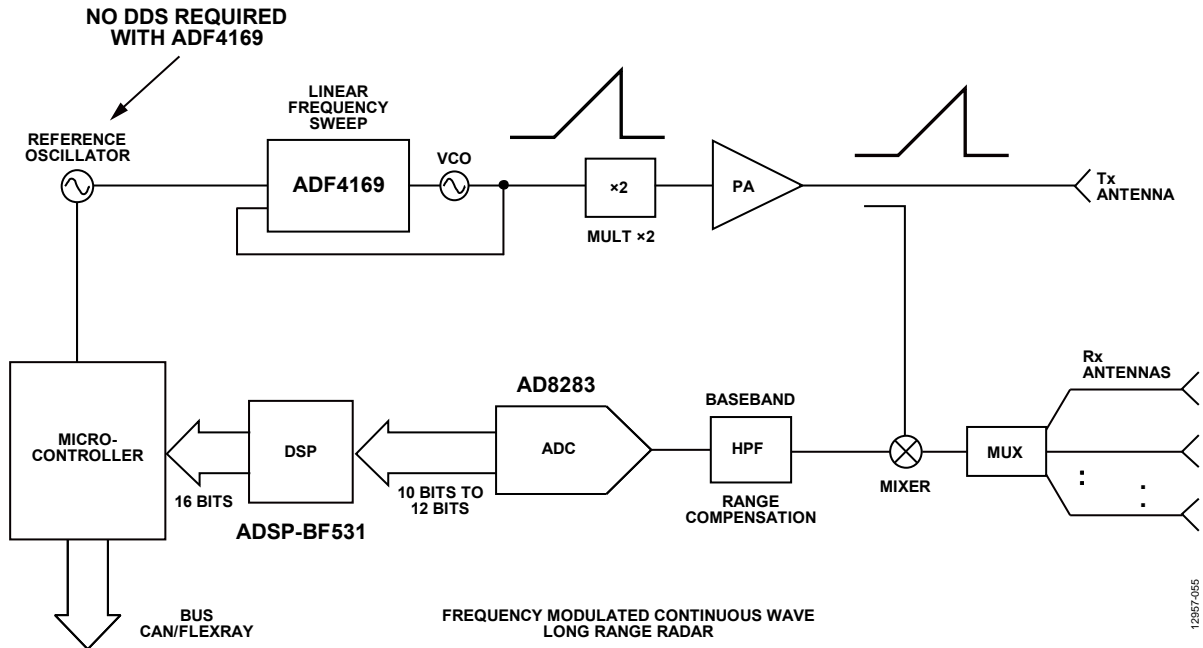 NO DDS REQUIRED
WITH ADF4169
REFERENCE
OSCILLATOR
LINEAR
FREQUENCY
SWEEP
ADF4169
VCO
×2
MULT ×2
PA
Tx
ANTENNA
MICRO-
CONTROLLER
16 BITS
DSP
ADSP-BF531
10 BITS TO
12 BITS
AD8283
ADC
BASEBAND
HPF
RANGE
COMPENSATION
MIXER
MUX
Rx
ANTENNAS
BUS
CAN/FLEXRAY
FREQUENCY MODULATED CONTINUOUS WAVE
LONG RANGE RADAR
12957-055